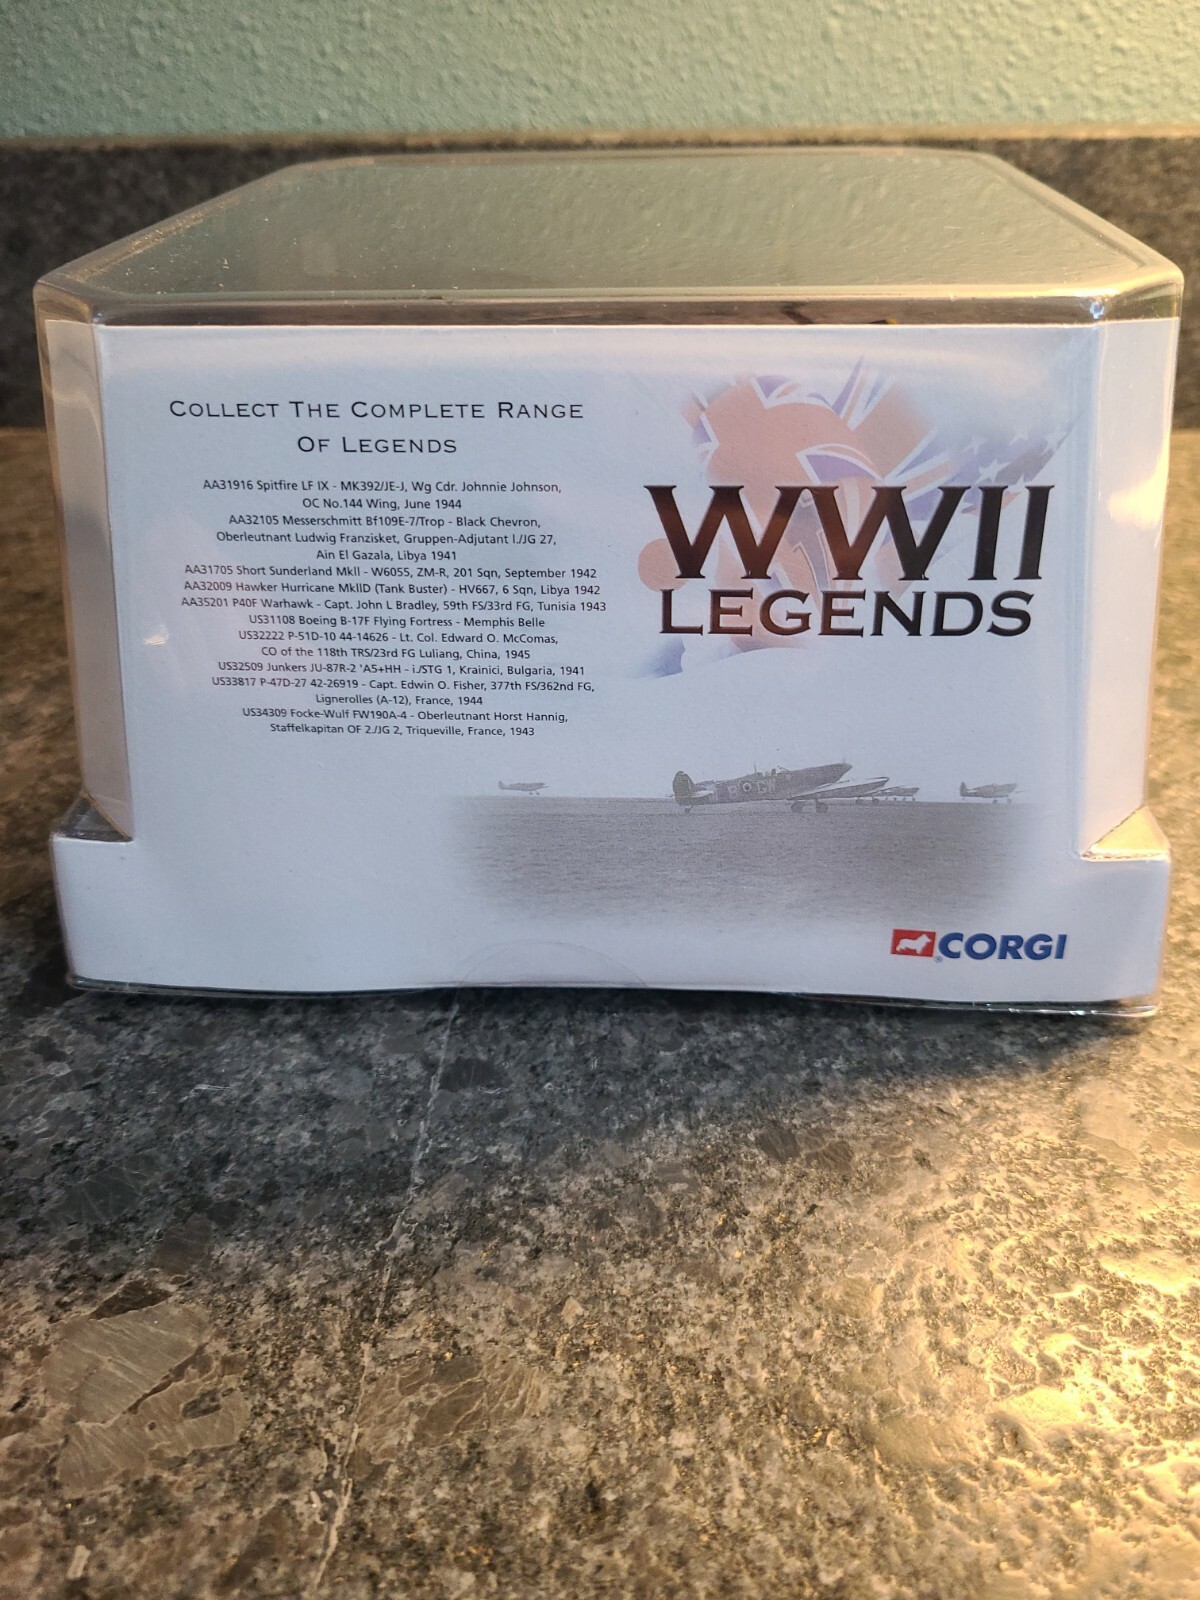 COLLECT THE COMPLETE RANGE
OF LEGENDS
AA31916 Spitfire LF IX - MK392/JE-J, Wg Cdr. Johnnie Johnson,
OC No.144 Wing, June 1944
AA32105 Messerschmitt Bf109E-7/Trop - Black Chevron,
Oberleutnant Ludwig Franzisket, Gruppen-Adjutant I./JG 27,
Ain El Gazala, Libya 1941
AA31705 Short Sunderland MkII - W6055, ZM-R, 201 Sqn, September 1942
AA32009 Hawker Hurricane MkIID (Tank Buster) - HV667, 6 Sqn, Libya 1942
AA35201 P40F Warhawk - Capt. John L Bradley, 59th FS/33rd FG, Tunisia 1943
US31108 Boeing B-17F Flying Fortress - Memphis Belle
US32222 P-51D-10 44-14626 - Lt. Col. Edward O. McComas,
CO of the 118th TRS/23rd FG Luliang, China, 1945
US32509 Junkers JU-87R-2 'A5+HH - i./STG 1, Krainici, Bulgaria, 1941
US33817 P-47D-27 42-26919 - Capt. Edwin O. Fisher, 377th FS/362nd FG,
Lignerolles (A-12), France, 1944
US34309 Focke-Wulf FW190A-4 - Oberleutnant Horst Hannig,
Staffelkapitan OF 2./JG 2, Triqueville, France, 1943
WWII
LEGENDS
GW
CORGI